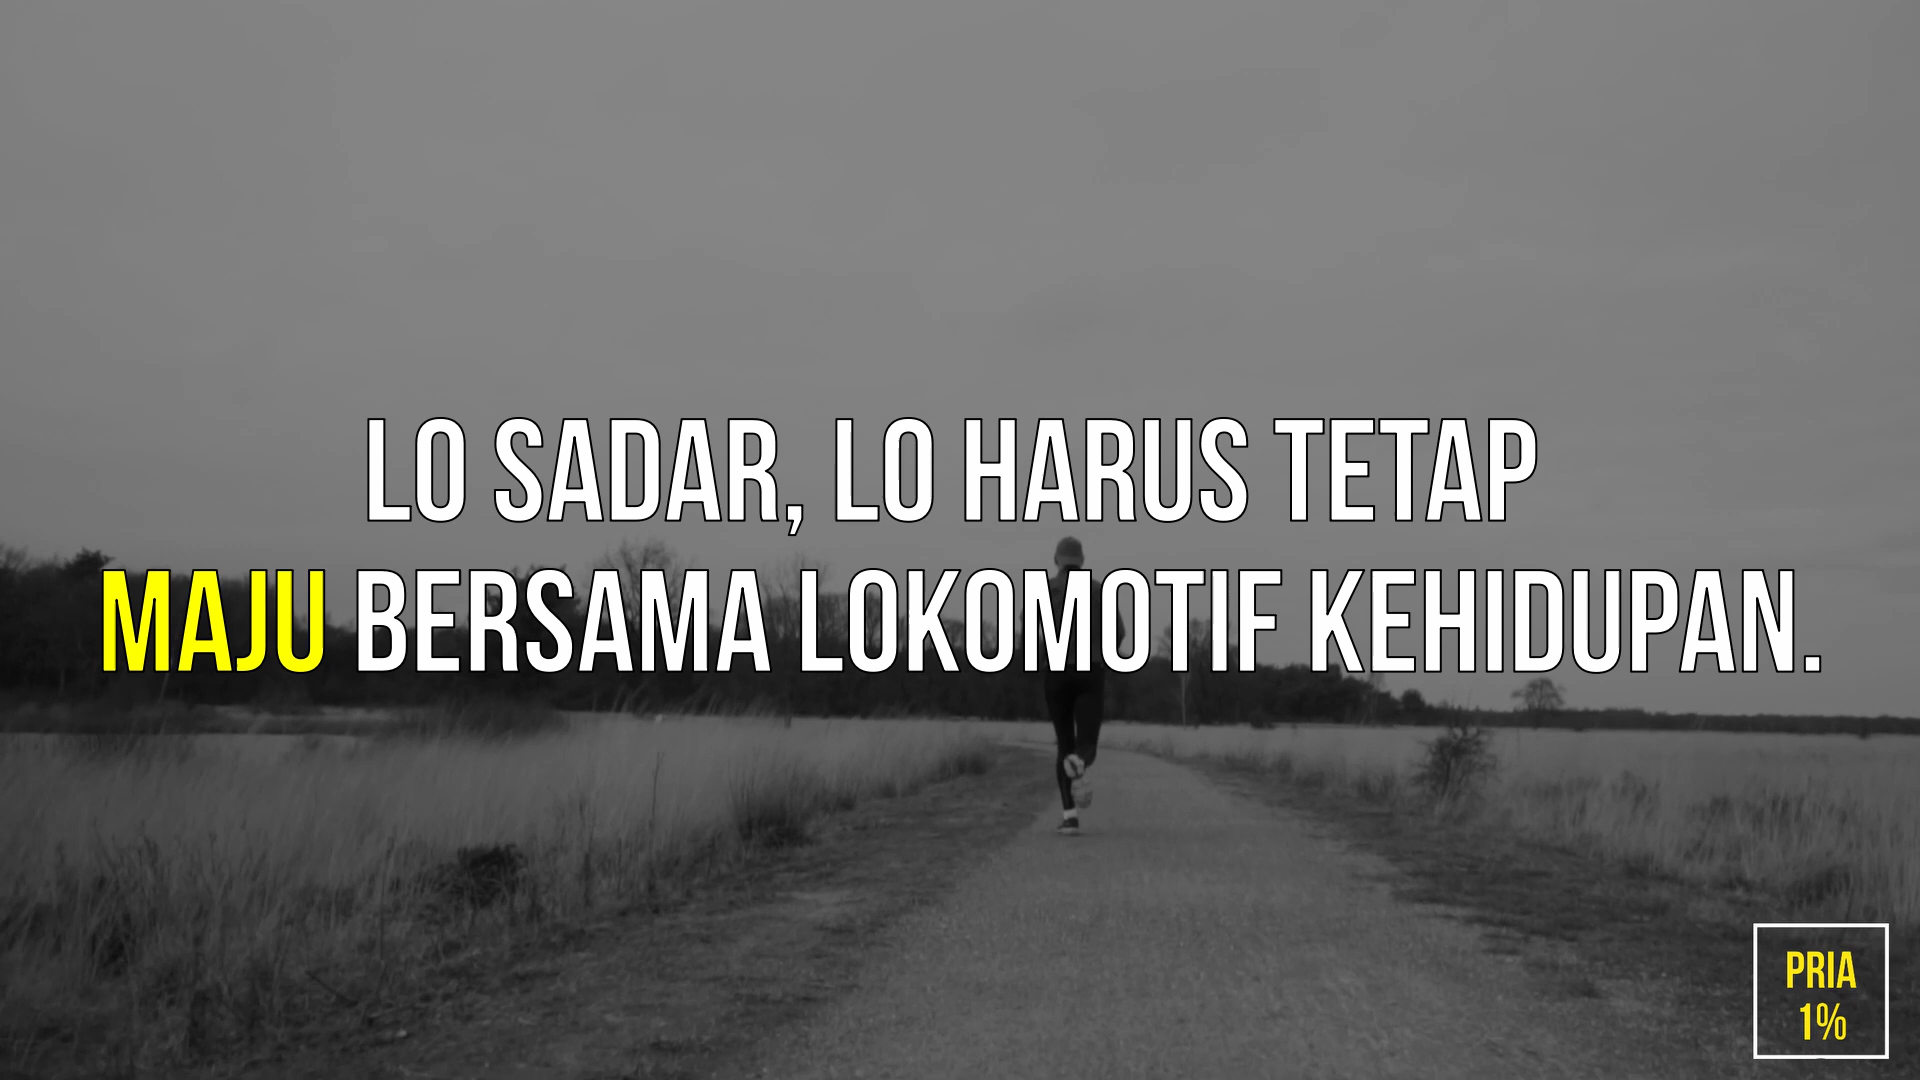 LO SADAR, LO HARUS TETAP
MAJU BERSAMA LOKOMOTIF KEHIDUPAN.
PRIA
1%